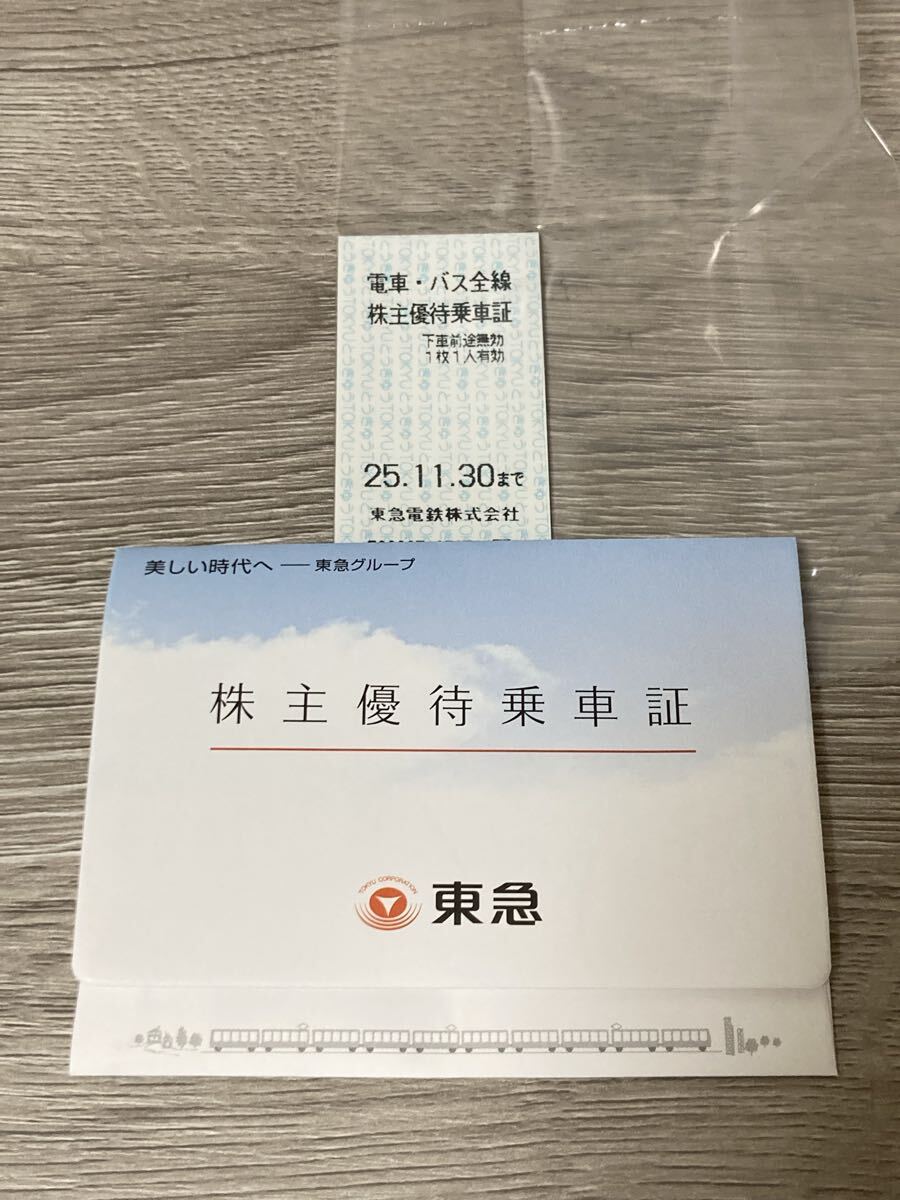 電車・バス全線
株主優待乗車証
下車前途無効
1枚1人有効
25.11.30まで
東急電鉄株式会社
美しい時代へ ── 東急グループ
株主優待乗車証
TOKYU CORPORATION
東急